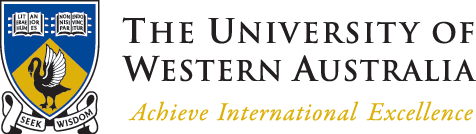 THE UNIVERSITY OF
WESTERN AUSTRALIA
Achieve International Excellence
SEEK WISDOM